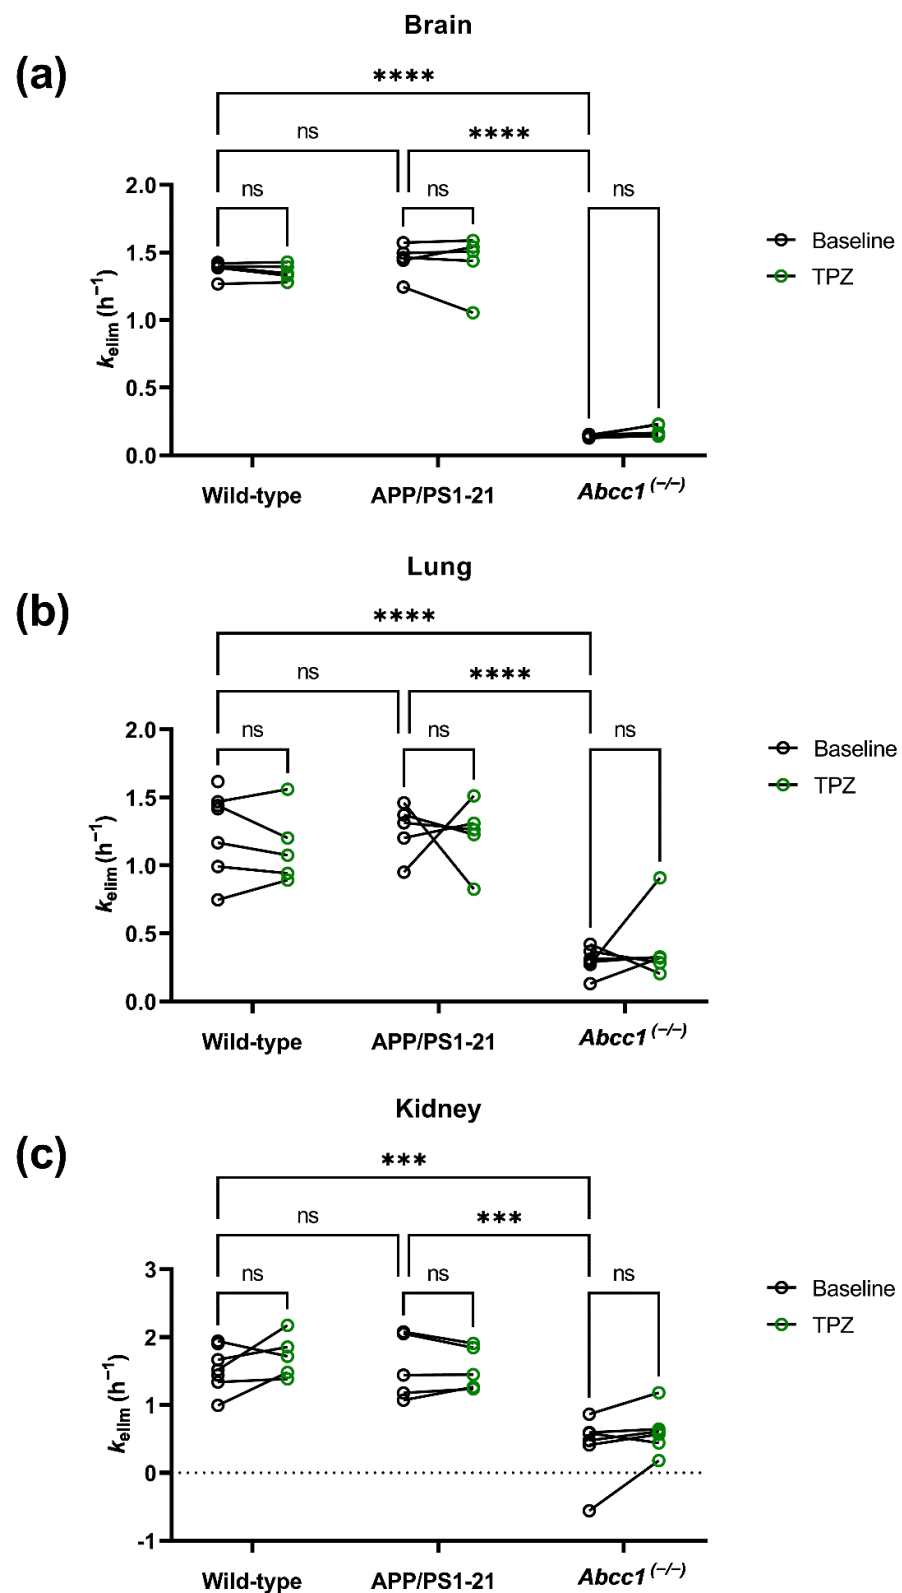 Brain
(a)
****
ns
****
ns
ns
ns
2.0
1.5
1.0
0.5
0.0
kelim (h⁻¹)
Baseline
TPZ
Wild-type
APP/PS1-21
Abcc1 (−/−)
Lung
(b)
****
ns
****
ns
ns
ns
2.0
1.5
1.0
0.5
0.0
kelim (h⁻¹)
Baseline
TPZ
Wild-type
APP/PS1-21
Abcc1 (−/−)
Kidney
(c)
***
ns
***
ns
ns
ns
3
2
1
0
-1
kelim (h⁻¹)
Baseline
TPZ
Wild-type
APP/PS1-21
Abcc1 (−/−)